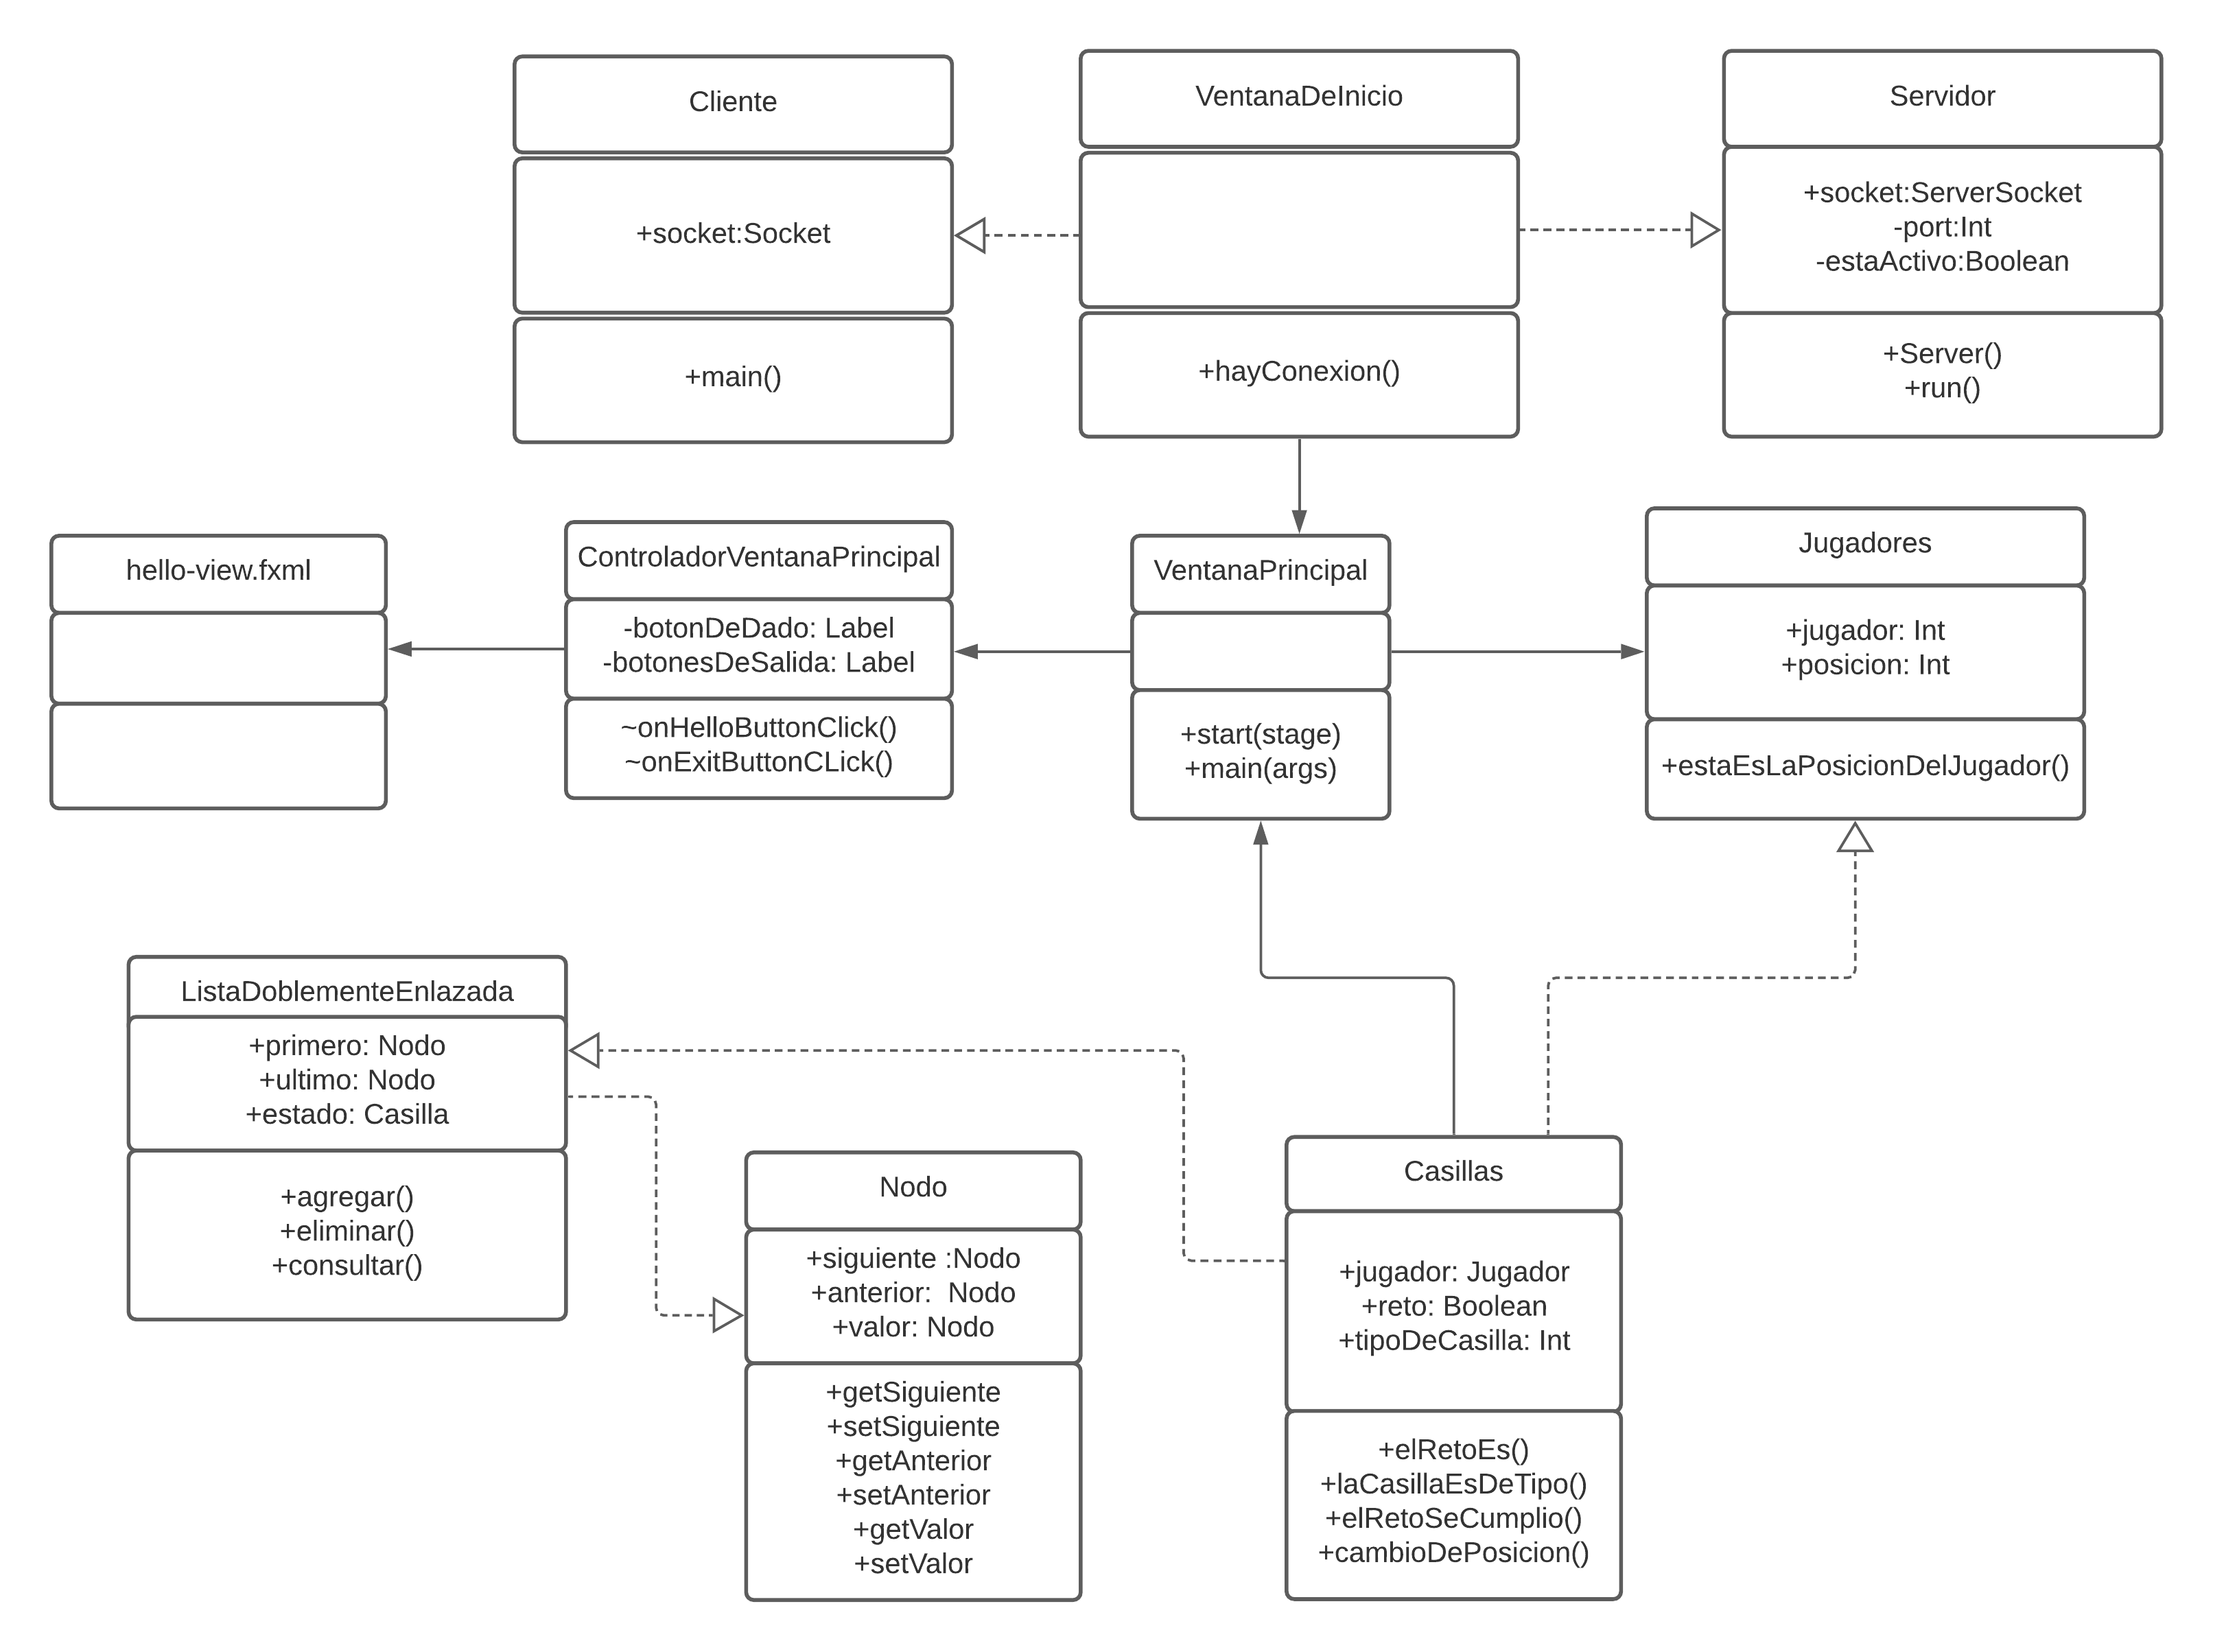 Cliente
+socket:Socket
+main()
VentanaDeInicio
+hayConexion()
Servidor
+socket:ServerSocket
-port:Int
-estaActivo:Boolean
+Server()
+run()
hello-view.fxml
ControladorVentanaPrincipal
-botonDeDado: Label
-botonesDeSalida: Label
~onHelloButtonClick()
~onExitButtonCLick()
VentanaPrincipal
+start(stage)
+main(args)
Jugadores
+jugador: Int
+posicion: Int
+estaEsLaPosicionDelJugador()
ListaDoblementeEnlazada
+primero: Nodo
+ultimo: Nodo
+estado: Casilla
+agregar()
+eliminar()
+consultar()
Nodo
+siguiente :Nodo
+anterior:  Nodo
+valor: Nodo
+getSiguiente
+setSiguiente
+getAnterior
+setAnterior
+getValor
+setValor
Casillas
+jugador: Jugador
+reto: Boolean
+tipoDeCasilla: Int
+elRetoEs()
+laCasillaEsDeTipo()
+elRetoSeCumplio()
+cambioDePosicion()